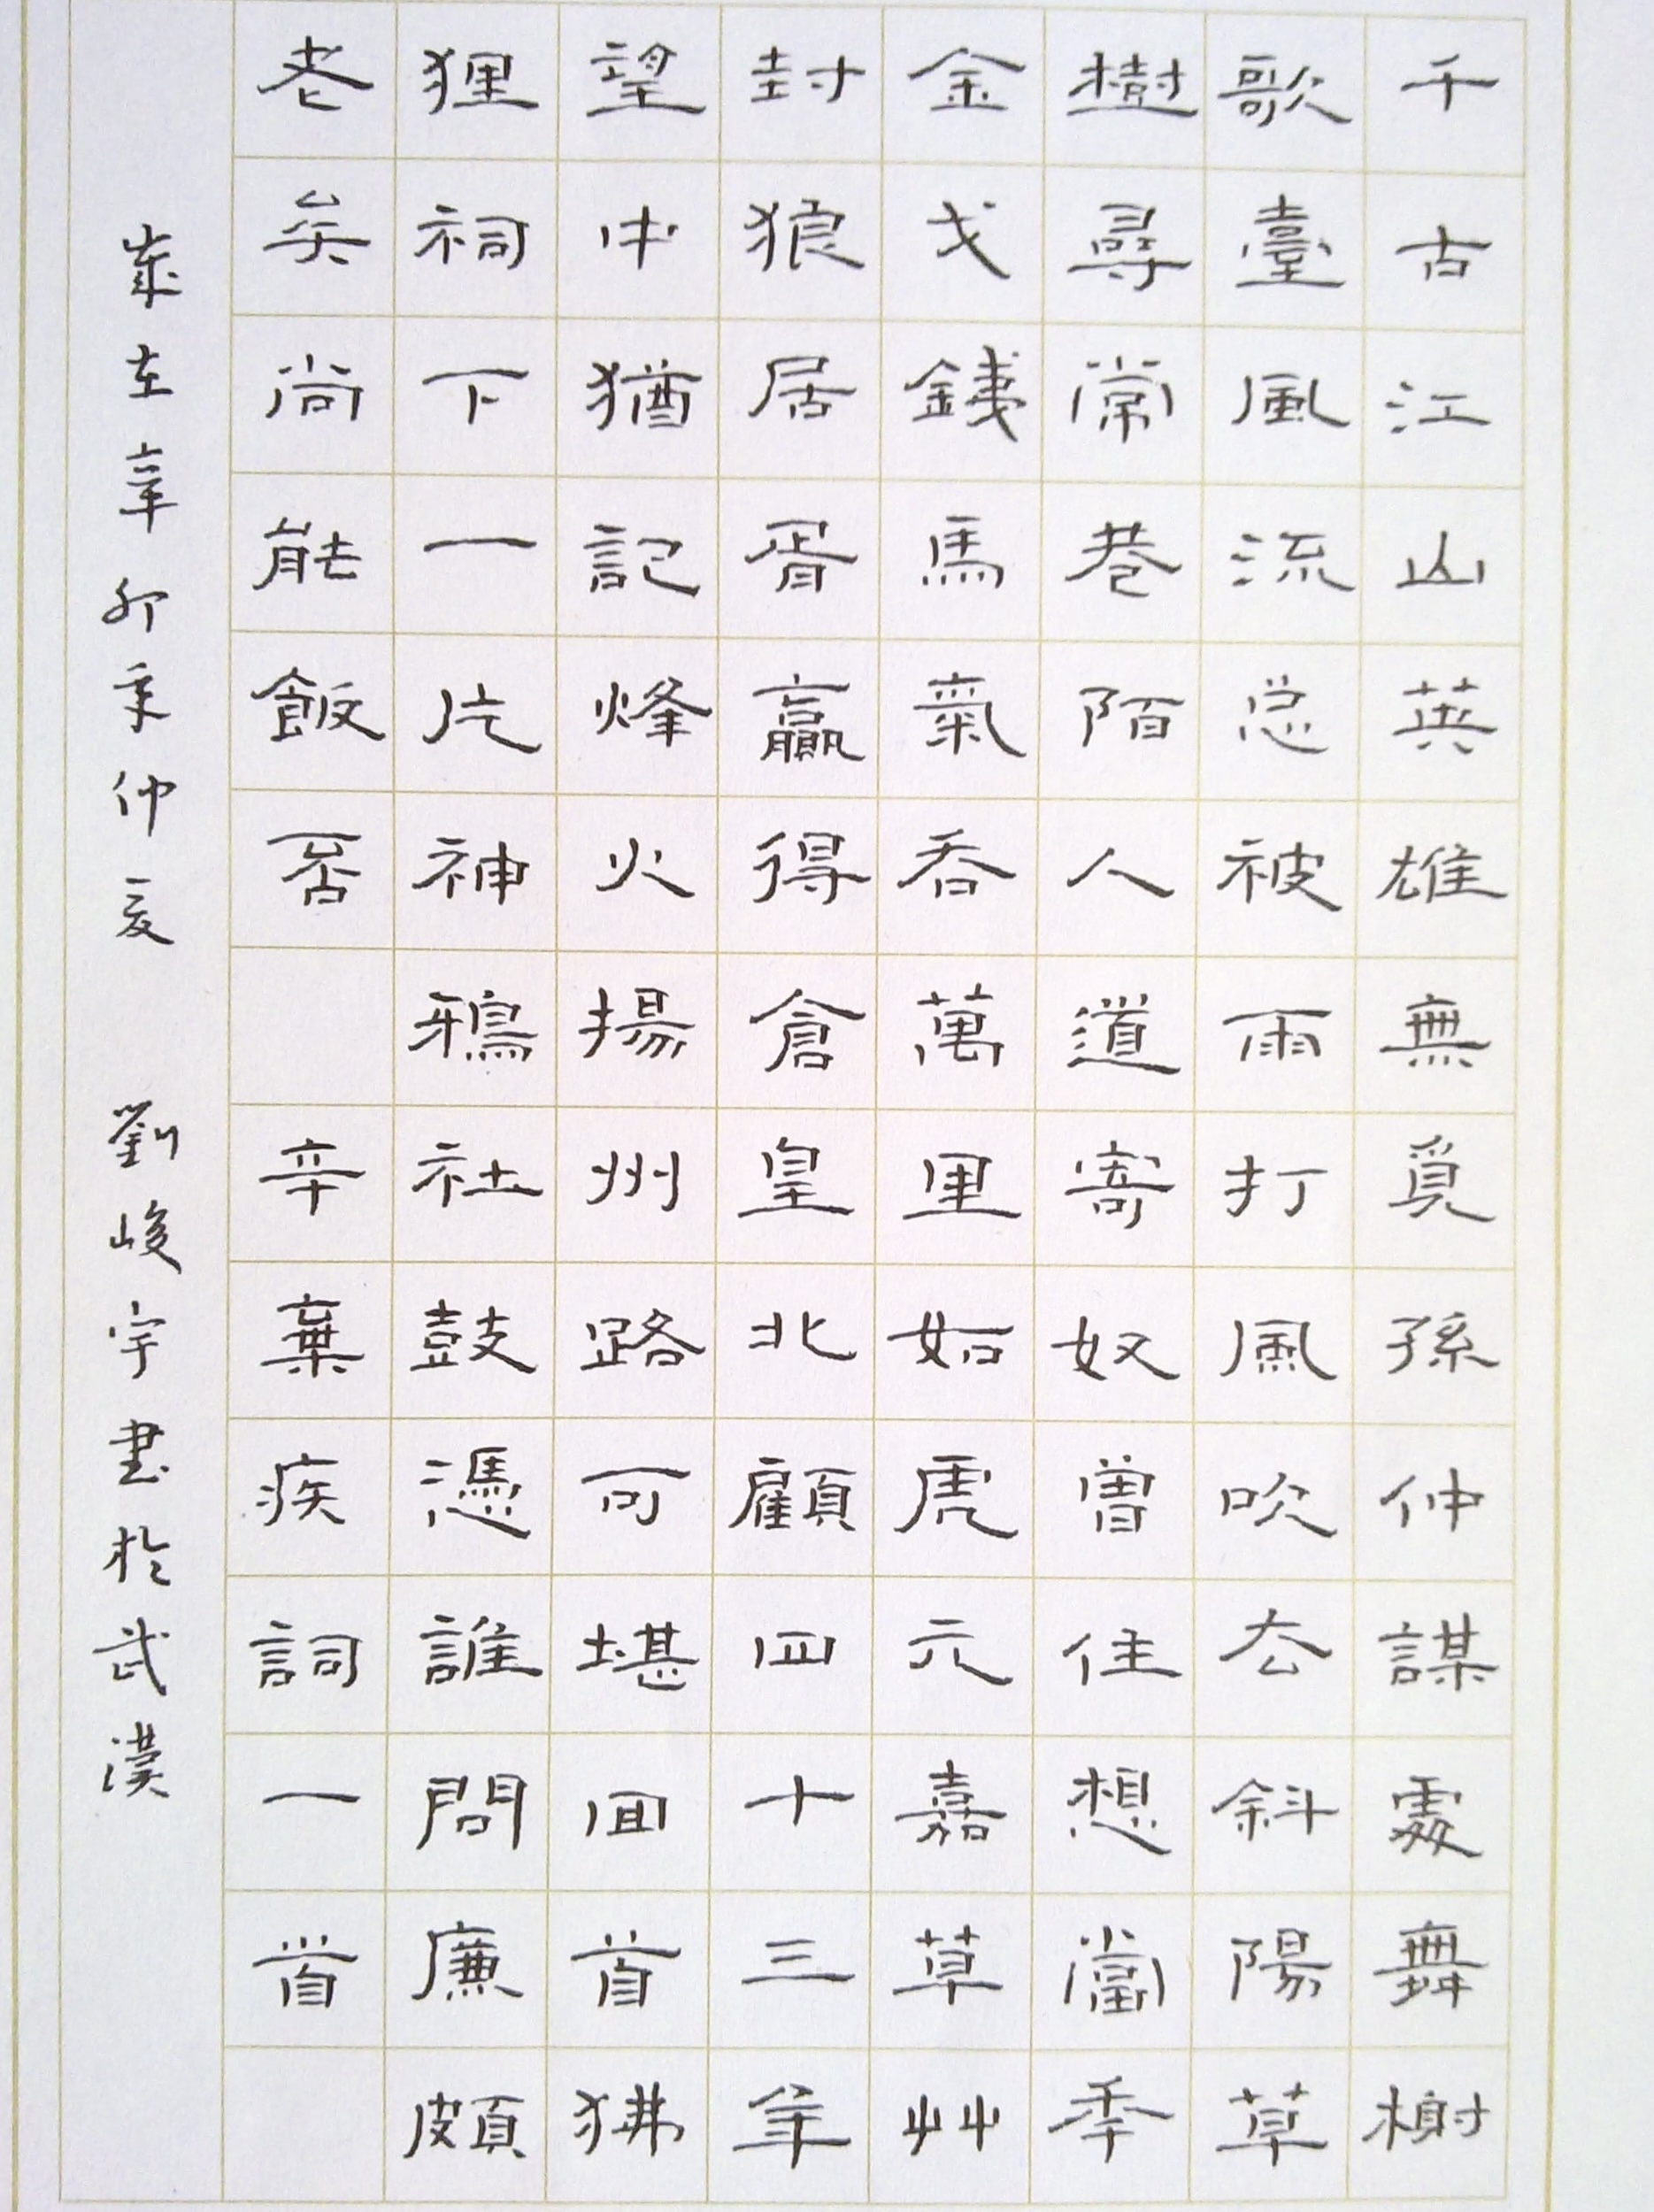 千古江山英雄無覓孫仲謀處舞榭
歌臺風流总被雨打風吹去斜陽草
樹尋常巷陌人道寄奴曾住想當年
金戈鐵馬氣吞萬里如虎元嘉草艸
封狼居胥贏得倉皇北顧四十三年
望中猶記烽火揚州路可堪回首狒
狸祠下一片神鴉社鼓憑誰問廉頗
老矣尚能飯否 辛棄疾詞一首
歲在辛卯年仲夏 劉峻宇書於武漢